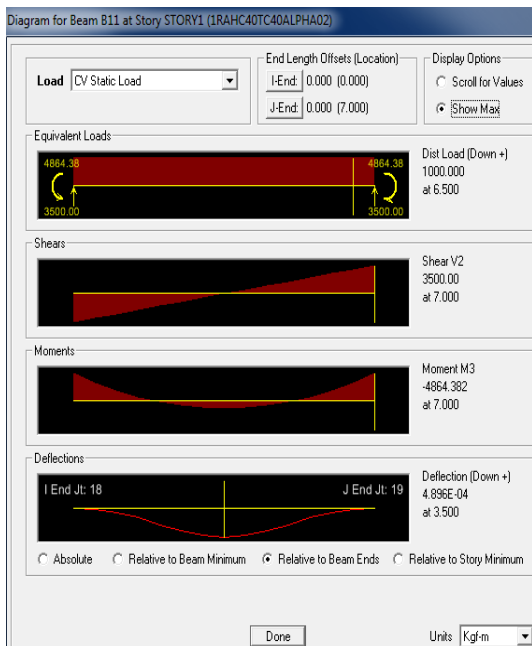 Diagram for Beam B11 at Story STORY1 (1RAHC40TC40ALPHA02)
Load CV Static Load
End Length Offsets (Location)
I-End: 0.000 (0.000)
J-End: 0.000 (7.000)
Display Options
Scroll for Values
Show Max
Equivalent Loads
4864.38 4864.38
3500.00 3500.00
Dist Load (Down +)
1000.000
at 6.500
Shears
Shear V2
3500.00
at 7.000
Moments
Moment M3
-4864.382
at 7.000
Deflections
I End Jt: 18 J End Jt: 19
Deflection (Down +)
4.896E-04
at 3.500
Absolute Relative to Beam Minimum Relative to Beam Ends Relative to Story Minimum
Done Units Kgf-m